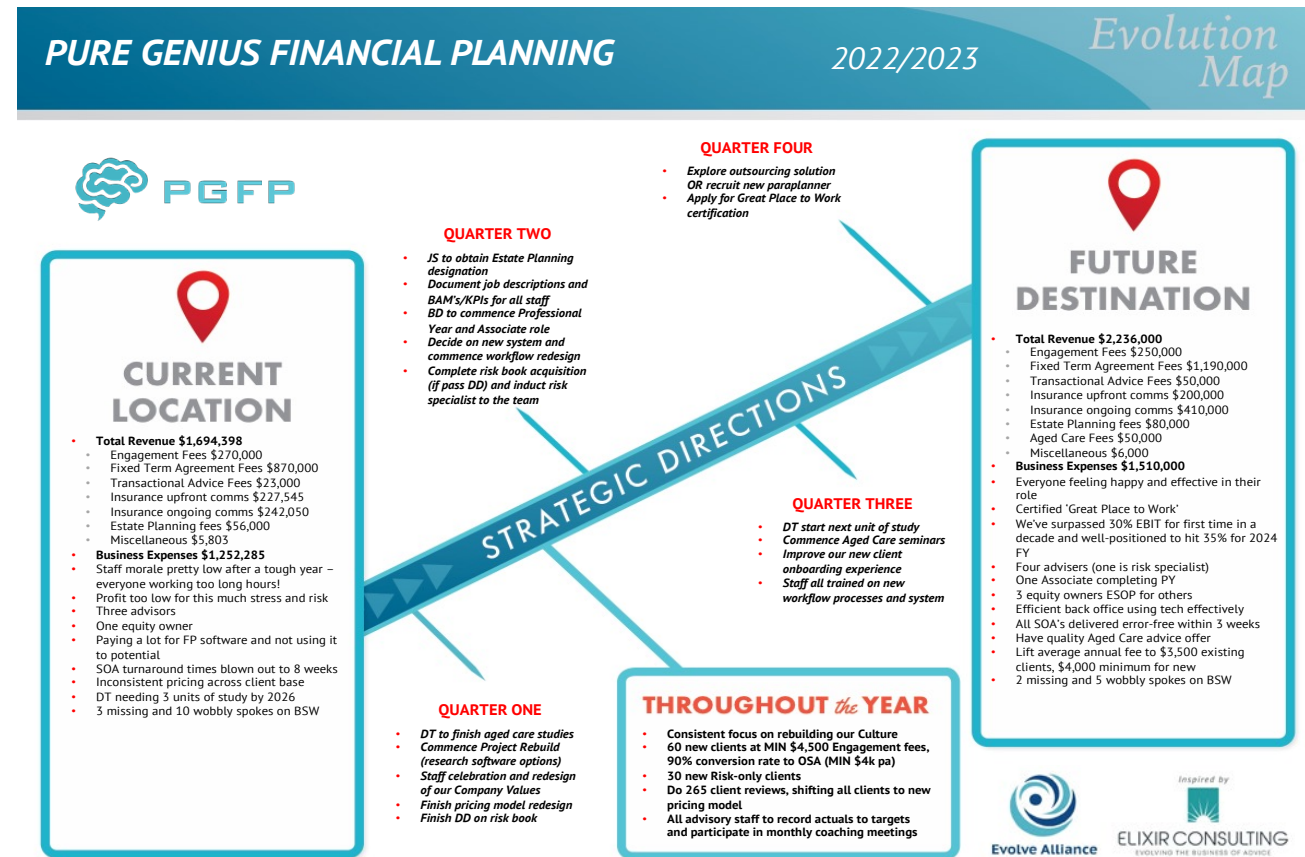 PURE GENIUS FINANCIAL PLANNING
2022/2023
Evolution
Map
PGFP
CURRENT
LOCATION
• Total Revenue $1,694,398
• Engagement Fees $270,000
• Fixed Term Agreement Fees $870,000
• Transactional Advice Fees $23,000
• Insurance upfront comms $227,545
• Insurance ongoing comms $242,050
• Estate Planning fees $56,000
• Miscellaneous $5,803
• Business Expenses $1,252,285
• Staff morale pretty low after a tough year –
everyone working too long hours!
• Profit too low for this much stress and risk
• Three advisors
• One equity owner
• Paying a lot for FP software and not using it
to potential
• SOA turnaround times blown out to 8 weeks
• Inconsistent pricing across client base
• DT needing 3 units of study by 2026
• 3 missing and 10 wobbly spokes on BSW
QUARTER ONE
• DT to finish aged care studies
• Commence Project Rebuild
(research software options)
• Staff celebration and redesign
of our Company Values
• Finish pricing model redesign
• Finish DD on risk book
QUARTER TWO
• JS to obtain Estate Planning
designation
• Document job descriptions and
BAM's/KPIs for all staff
• BD to commence Professional
Year and Associate role
• Decide on new system and
commence workflow redesign
• Complete risk book acquisition
(if pass DD) and induct risk
specialist to the team
STRATEGIC DIRECTIONS
QUARTER THREE
• DT start next unit of study
• Commence Aged Care seminars
• Improve our new client
onboarding experience
• Staff all trained on new
workflow processes and system
QUARTER FOUR
• Explore outsourcing solution
OR recruit new paraplanner
• Apply for Great Place to Work
certification
THROUGHOUT the YEAR
• Consistent focus on rebuilding our Culture
• 60 new clients at MIN $4,500 Engagement fees,
90% conversion rate to OSA (MIN $4k pa)
• 30 new Risk-only clients
• Do 265 client reviews, shifting all clients to new
pricing model
• All advisory staff to record actuals to targets
and participate in monthly coaching meetings
FUTURE
DESTINATION
• Total Revenue $2,236,000
• Engagement Fees $250,000
• Fixed Term Agreement Fees $1,190,000
• Transactional Advice Fees $50,000
• Insurance upfront comms $200,000
• Insurance ongoing comms $410,000
• Estate Planning fees $80,000
• Aged Care Fees $50,000
• Miscellaneous $6,000
• Business Expenses $1,510,000
• Everyone feeling happy and effective in their
role
• Certified 'Great Place to Work'
• We've surpassed 30% EBIT for first time in a
decade and well-positioned to hit 35% for 2024
FY
• Four advisers (one is risk specialist)
• One Associate completing PY
• 3 equity owners ESOP for others
• Efficient back office using tech effectively
• All SOA's delivered error-free within 3 weeks
• Have quality Aged Care advice offer
• Lift average annual fee to $3,500 existing
clients, $4,000 minimum for new
• 2 missing and 5 wobbly spokes on BSW
Evolve Alliance
Inspired by
ELIXIR CONSULTING
EVOLVING THE BUSINESS OF ADVICE